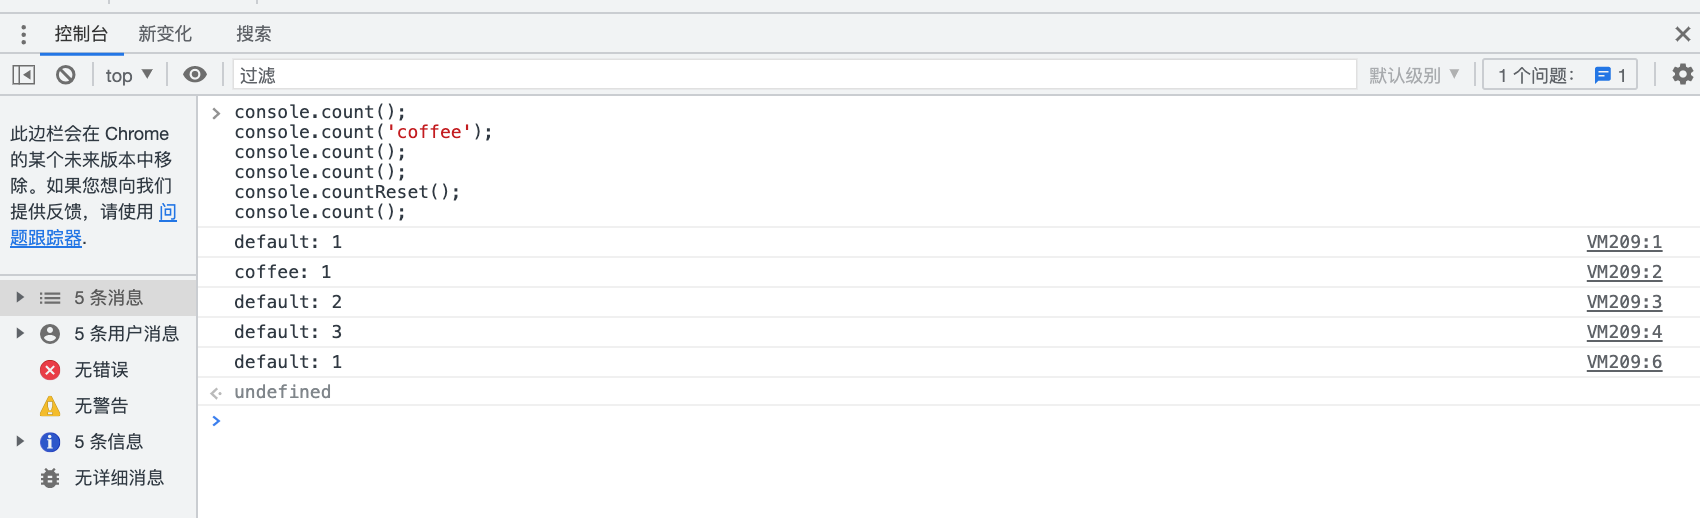 控制台 新变化 搜索
top 过滤 默认级别 1 个问题： 1
此边栏会在 Chrome
的某个未来版本中移
除。如果您想向我们
提供反馈，请使用 问
题跟踪器.
5 条消息
5 条用户消息
无错误
无警告
5 条信息
无详细消息
console.count();
console.count('coffee');
console.count();
console.count();
console.countReset();
console.count();
default: 1 VM209:1
coffee: 1 VM209:2
default: 2 VM209:3
default: 3 VM209:4
default: 1 VM209:6
undefined